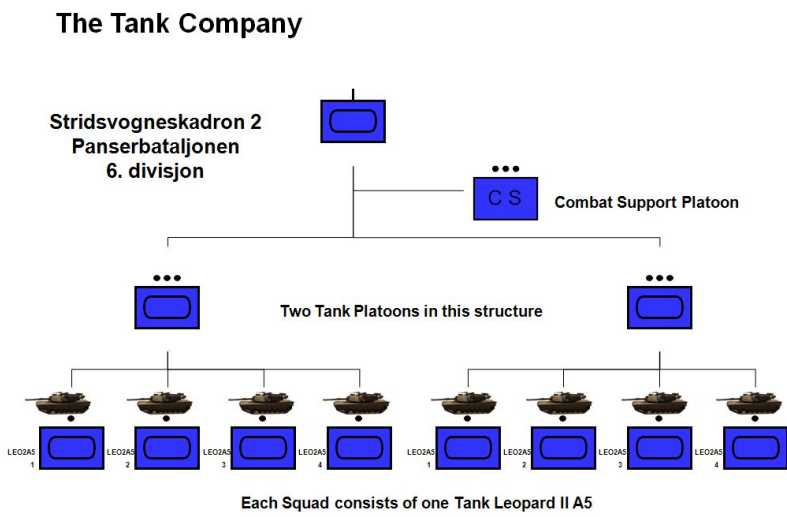 The Tank Company
Stridsvogneskadron 2
Panserbataljonen
6. divisjon
C S
Combat Support Platoon
Two Tank Platoons in this structure
LEO2A5
1
LEO2A5
2
LEO2A5
3
LEO2A5
4
LEO2A5
1
LEO2A5
2
LEO2A5
3
LEO2A5
4
Each Squad consists of one Tank Leopard II A5